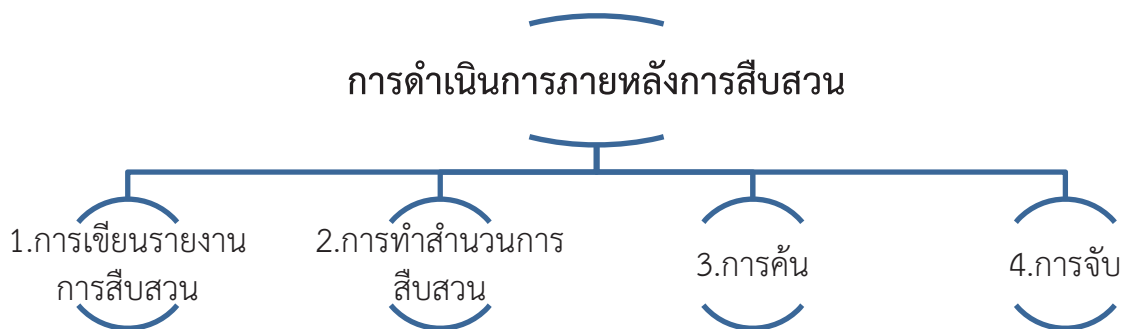 การดำเนินการภายหลังการสืบสวน
1.การเขียนรายงาน
การสืบสวน
2.การทำสำนวนการ
สืบสวน
3.การค้น
4.การจับ